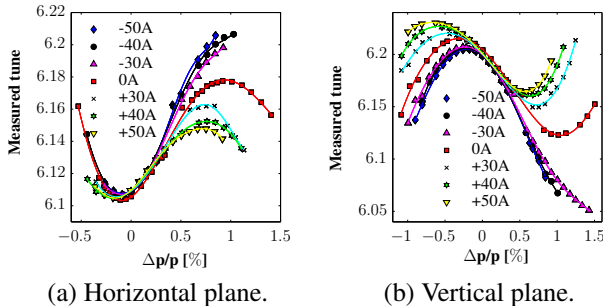 (a)
Measured tune
6.22
6.2
6.18
6.16
6.14
6.12
6.1
-50A
-40A
-30A
0A
+30A
+40A
+50A
−0.5 0 0.5 1 1.5
Δp/p [%]
(a) Horizontal plane.
(b)
Measured tune
6.2
6.15
6.1
6.05
-50A
-40A
-30A
0A
+30A
+40A
+50A
−1 −0.5 0 0.5 1 1.5
Δp/p [%]
(b) Vertical plane.